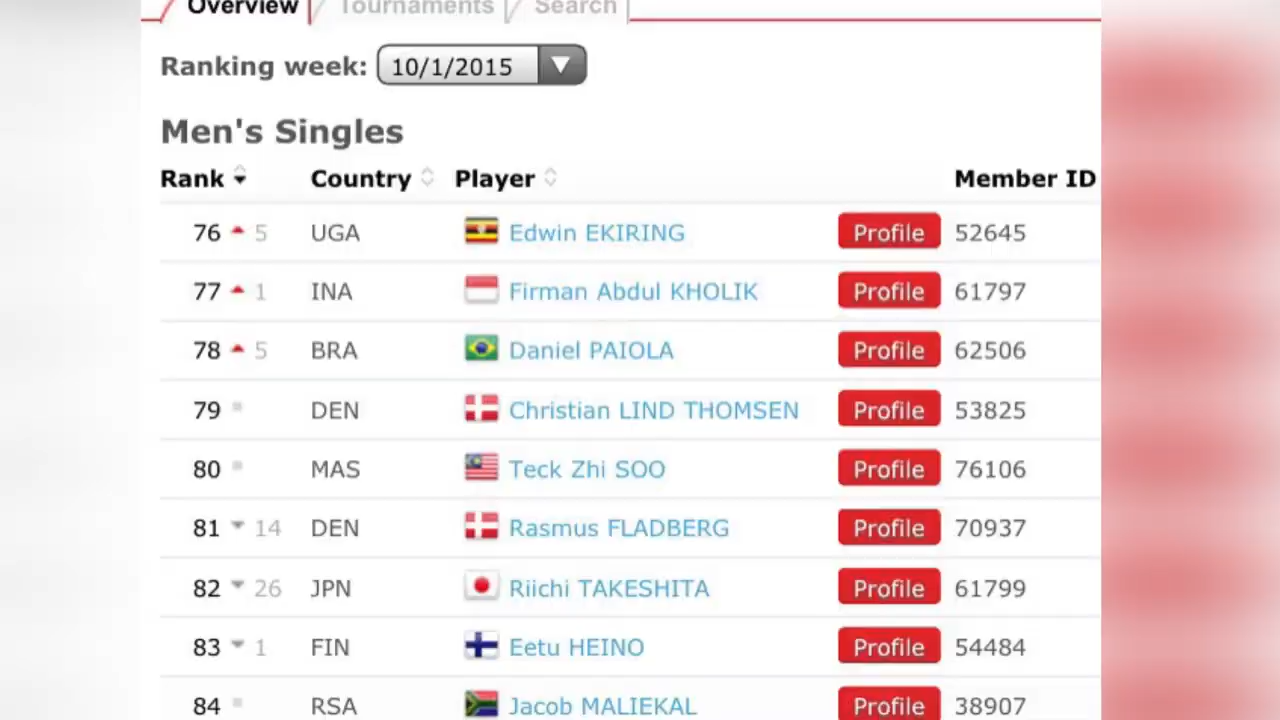 Overview Tournaments Search
Ranking week: 10/1/2015
Men's Singles
Rank Country Player Member ID
76 5 UGA Edwin EKIRING Profile 52645
77 1 INA Firman Abdul KHOLIK Profile 61797
78 5 BRA Daniel PAIOLA Profile 62506
79 DEN Christian LIND THOMSEN Profile 53825
80 MAS Teck Zhi SOO Profile 76106
81 14 DEN Rasmus FLADBERG Profile 70937
82 26 JPN Riichi TAKESHITA Profile 61799
83 1 FIN Eetu HEINO Profile 54484
84 RSA Jacob MALIEKAL Profile 38907